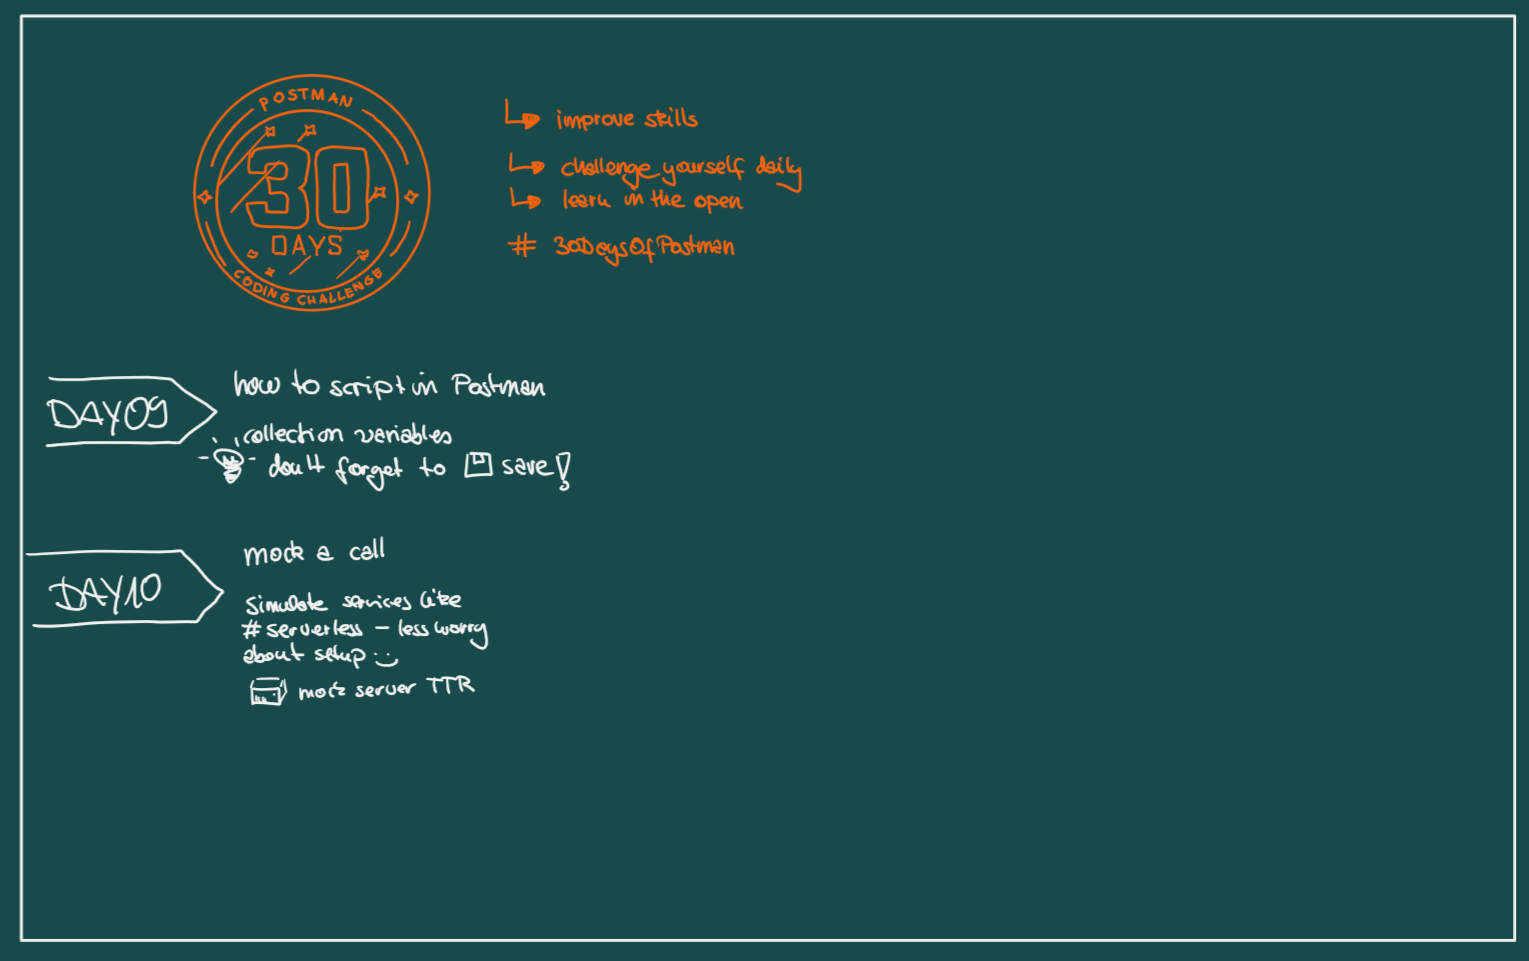 POSTMAN
30
DAYS
CODING CHALLENGE
improve skills
challenge yourself daily
learn in the open
# 30DaysOfPostman
DAY09
how to script in Postman
collection variables
don't forget to save!
DAY10
mock a call
simulate services like
# serverless - less worry
about setup :)
mock server TTR